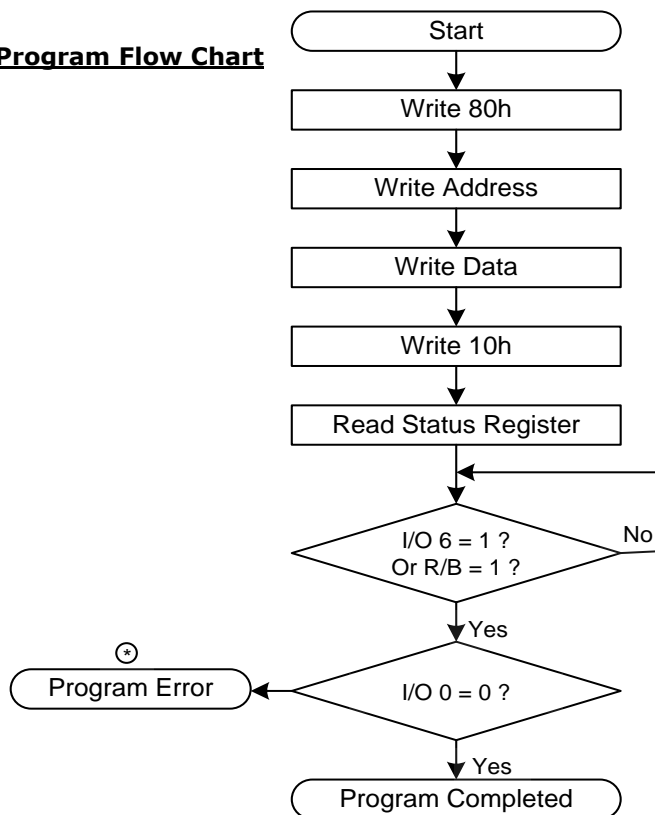 Start
Program Flow Chart
Write 80h
Write Address
Write Data
Write 10h
Read Status Register
I/O 6 = 1 ?
Or R/B = 1 ?
No
Yes
*
Program Error
I/O 0 = 0 ?
Yes
Program Completed